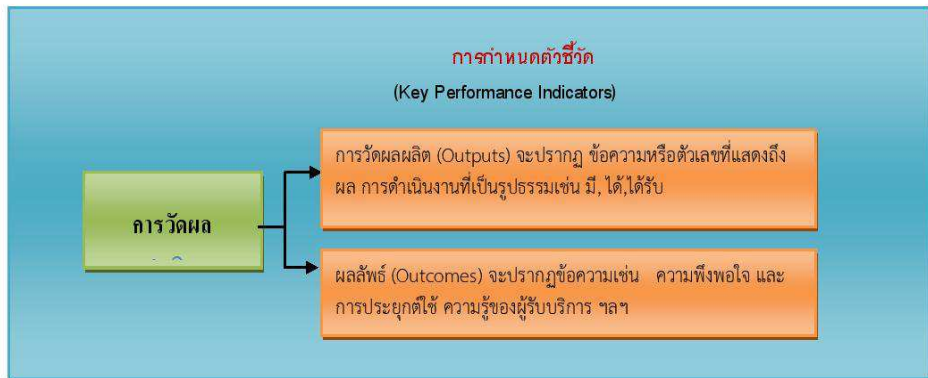 การกำหนดตัวชี้วัด
(Key Performance Indicators)
การวัดผลผลิต (Outputs) จะปรากฏ ข้อความหรือตัวเลขที่แสดงถึง
ผล การดำเนินงานที่เป็นรูปธรรมเช่น มี, ได้,ได้รับ
การวัดผล
ผลลัพธ์ (Outcomes) จะปรากฏข้อความเช่น ความพึงพอใจ และ
การประยุกต์ใช้ ความรู้ของผู้รับบริการ ฯลฯ